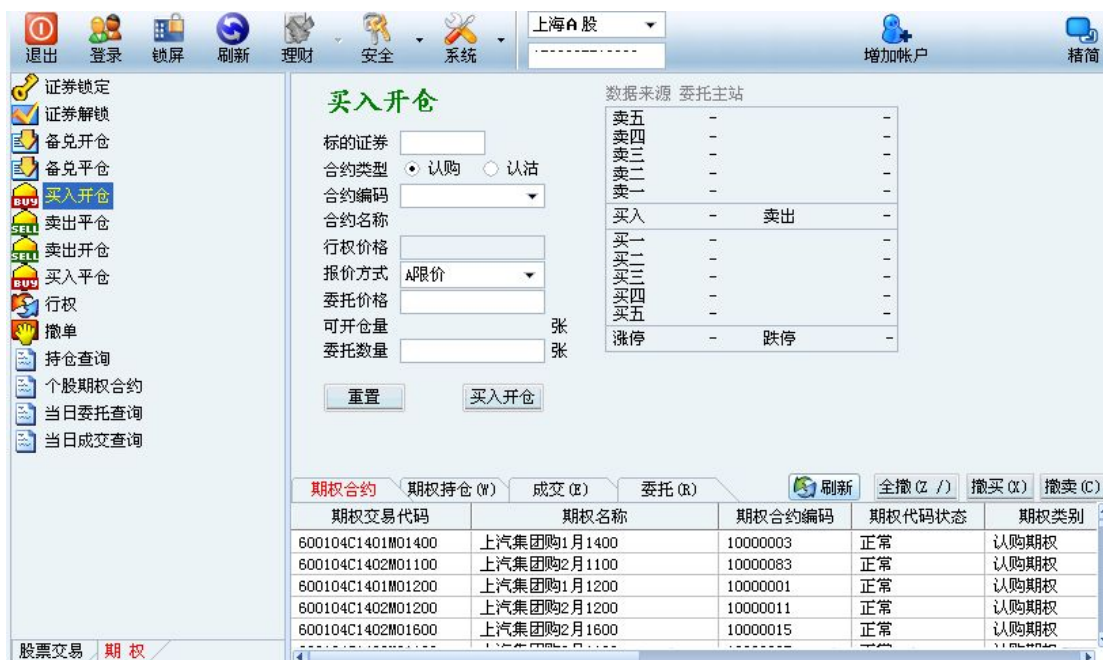 上海A股
退出 登录 锁屏 刷新 理财 安全 系统 增加帐户 精简
证券锁定
证券解锁
备兑开仓
备兑平仓
BUY 买入开仓
SELL 卖出平仓
SELL 卖出开仓
BUY 买入平仓
行权
撤单
持仓查询
个股期权合约
当日委托查询
当日成交查询
股票交易 期 权
买入开仓
标的证券
合约类型 认购 认沽
合约编码
合约名称
行权价格
报价方式 A限价
委托价格
可开仓量 张
委托数量 张
重置 买入开仓
数据来源 委托主站
卖五 - -
卖四 - -
卖三 - -
卖二 - -
卖一 - -
买入 - 卖出 -
买一 - -
买二 - -
买三 - -
买四 - -
买五 - -
涨停 - 跌停 -
期权合约 期权持仓(W) 成交(E) 委托(R) 刷新 全撤(Z /) 撤买(X) 撤卖(C)
期权交易代码 期权名称 期权合约编码 期权代码状态 期权类别
600104C1401M01400 上汽集团购1月1400 10000003 正常 认购期权
600104C1402M01100 上汽集团购2月1100 10000083 正常 认购期权
600104C1401M01200 上汽集团购1月1200 10000001 正常 认购期权
600104C1402M01200 上汽集团购2月1200 10000011 正常 认购期权
600104C1402M01600 上汽集团购2月1600 10000015 正常 认购期权